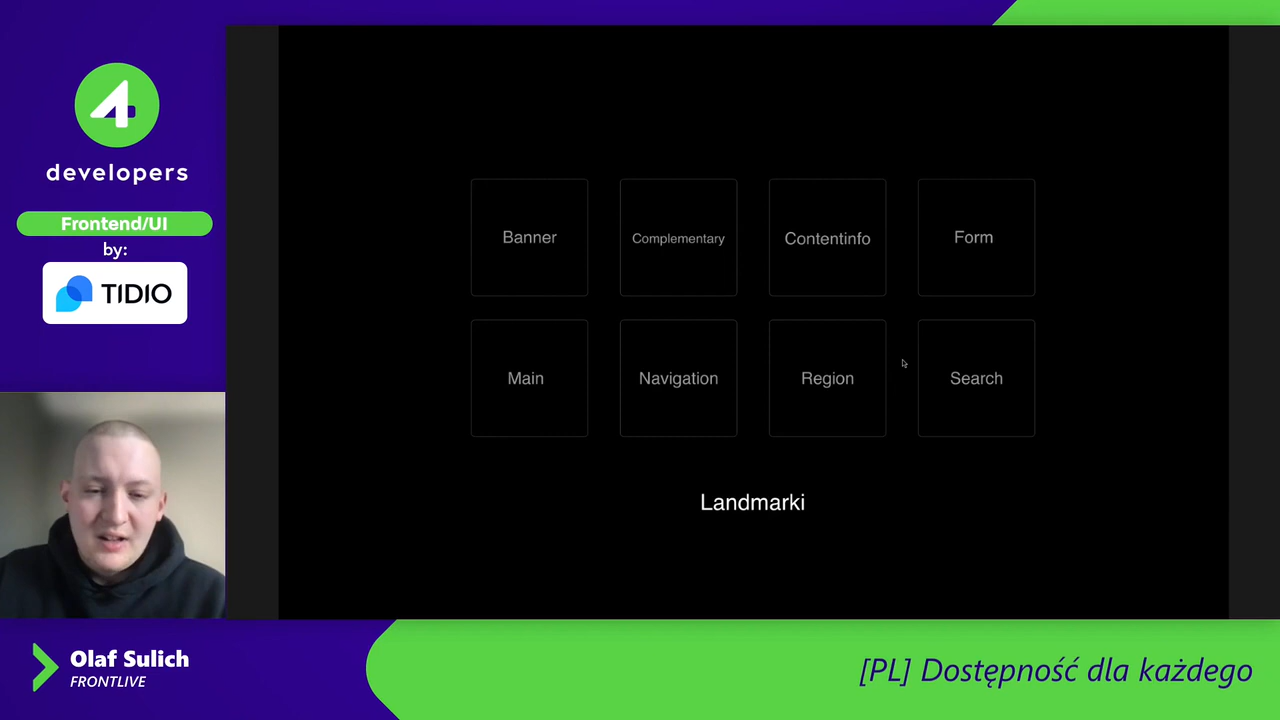 4
developers
Frontend/UI
by:
TIDIO
Banner
Complementary
Contentinfo
Form
Main
Navigation
Region
Search
Landmarki
Olaf Sulich
FRONTLIVE
[PL] Dostępność dla każdego